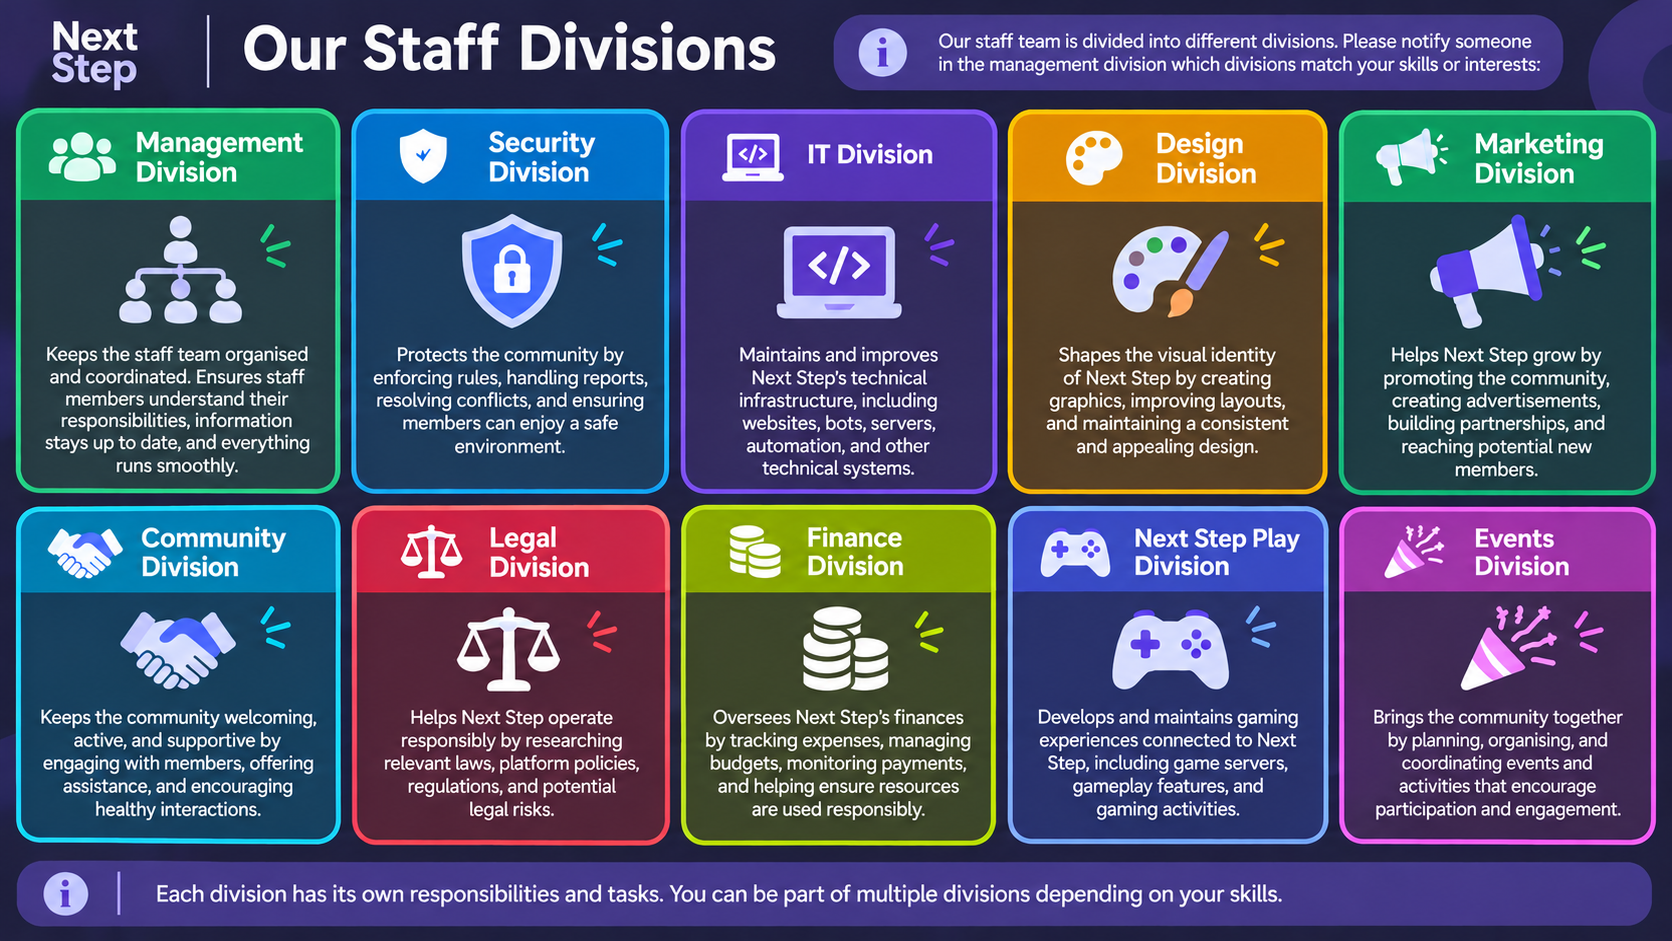 Next
Step
Our Staff Divisions
Our staff team is divided into different divisions. Please notify someone
in the management division which divisions match your skills or interests:
Management
Division
Keeps the staff team organised
and coordinated. Ensures staff
members understand their
responsibilities, information
stays up to date, and everything
runs smoothly.
Security
Division
Protects the community by
enforcing rules, handling reports,
resolving conflicts, and ensuring
members can enjoy a safe
environment.
IT Division
Maintains and improves
Next Step's technical
infrastructure, including
websites, bots, servers,
automation, and other
technical systems.
Design
Division
Shapes the visual identity
of Next Step by creating
graphics, improving layouts,
and maintaining a consistent
and appealing design.
Marketing
Division
Helps Next Step grow by
promoting the community,
creating advertisements,
building partnerships, and
reaching potential new
members.
Community
Division
Keeps the community welcoming,
active, and supportive by
engaging with members, offering
assistance, and encouraging
healthy interactions.
Legal
Division
Helps Next Step operate
responsibly by researching
relevant laws, platform policies,
regulations, and potential
legal risks.
Finance
Division
Oversees Next Step's finances
by tracking expenses, managing
budgets, monitoring payments,
and helping ensure resources
are used responsibly.
Next Step Play
Division
Develops and maintains gaming
experiences connected to Next
Step, including game servers,
gameplay features, and
gaming activities.
Events
Division
Brings the community together
by planning, organising, and
coordinating events and
activities that encourage
participation and engagement.
Each division has its own responsibilities and tasks. You can be part of multiple divisions depending on your skills.